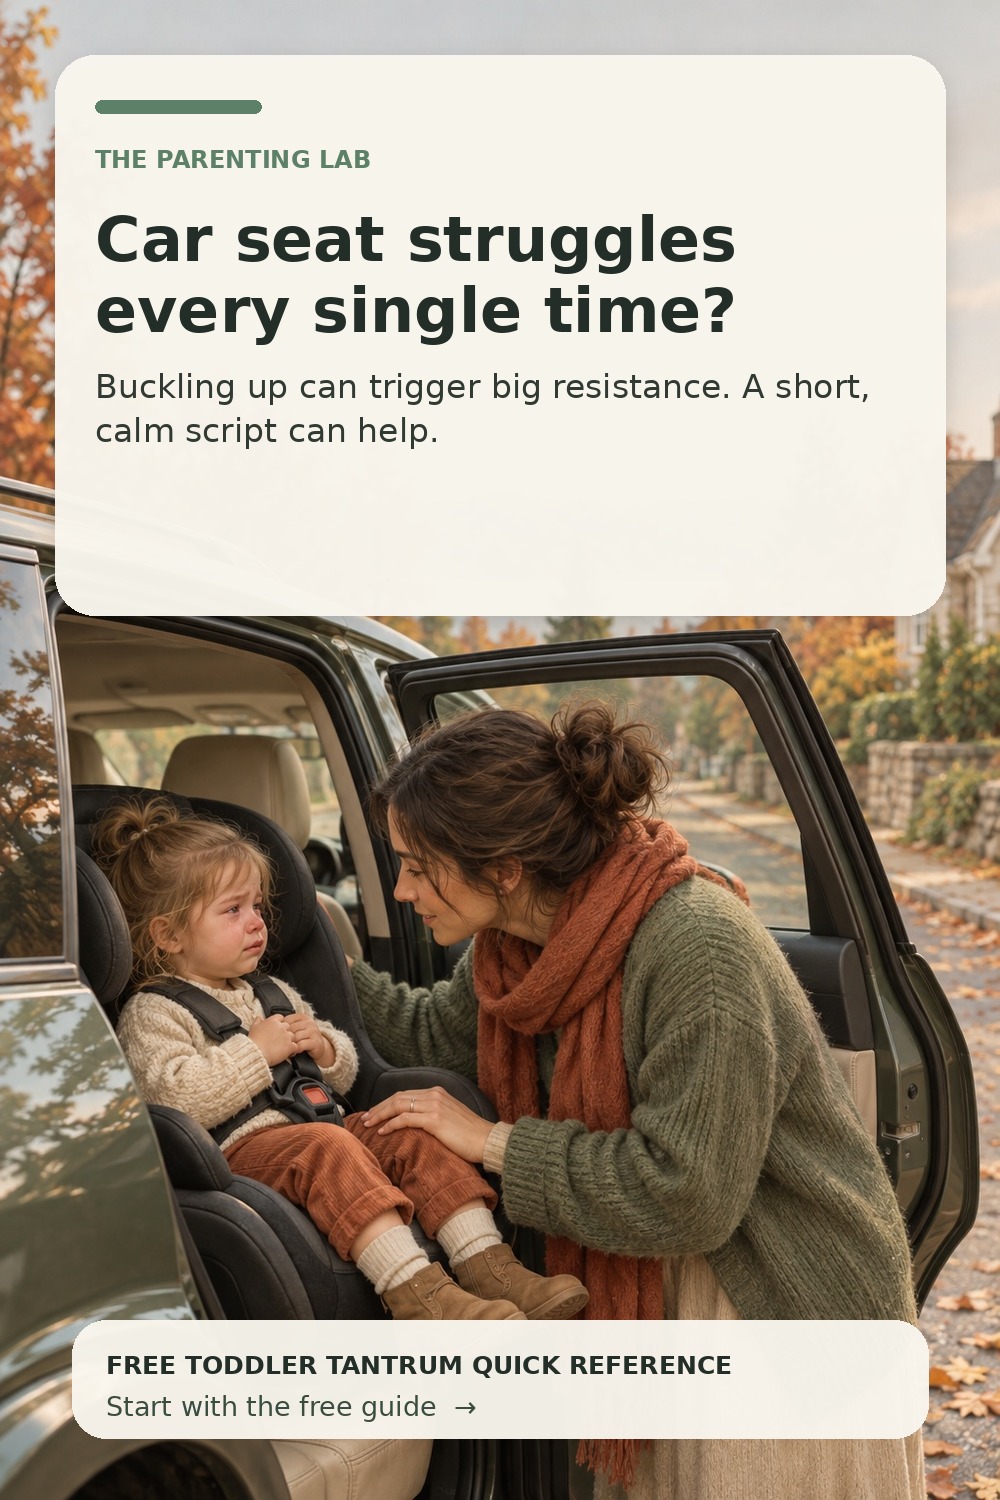 THE PARENTING LAB
Car seat struggles
every single time?
Buckling up can trigger big resistance. A short,
calm script can help.
FREE TODDLER TANTRUM QUICK REFERENCE
Start with the free guide →